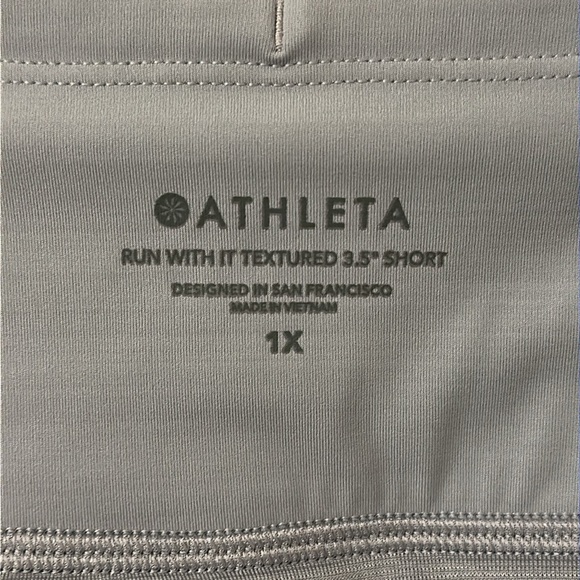 ATHLETA
RUN WITH IT TEXTURED 3.5" SHORT
DESIGNED IN SAN FRANCISCO
MADE IN VIETNAM
1X